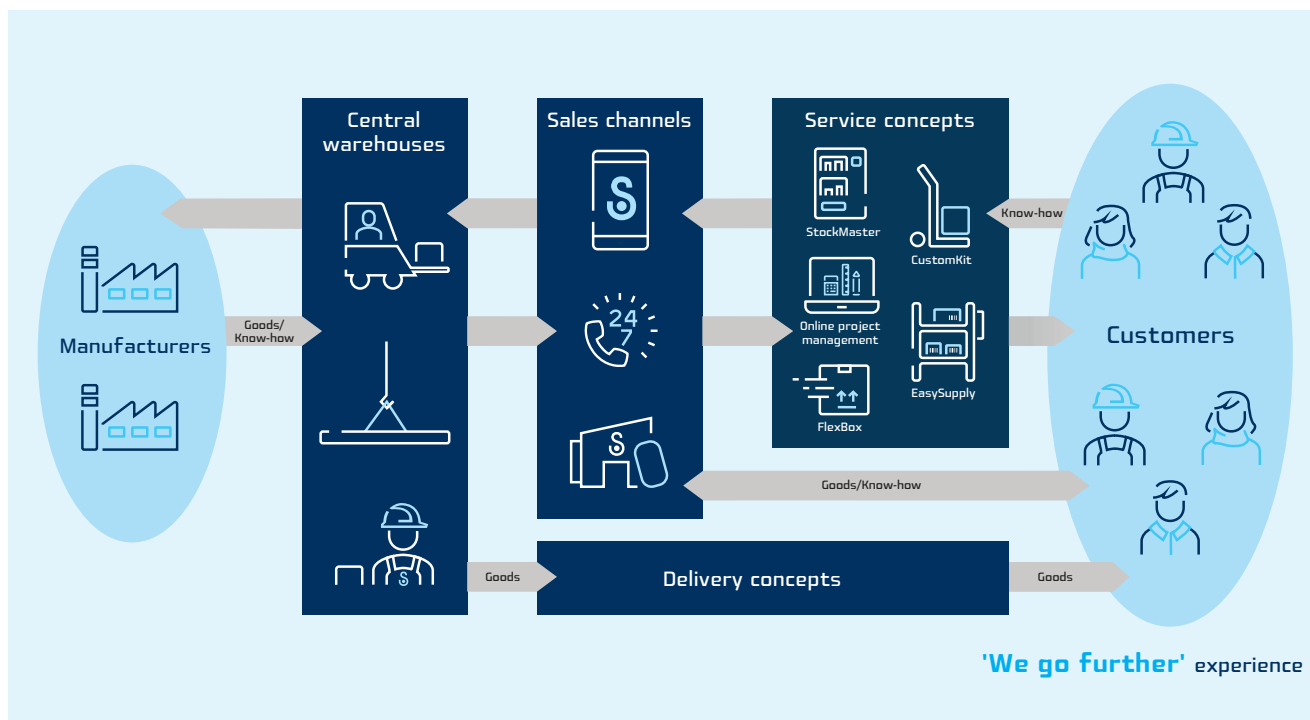 Central
warehouses
Sales channels
Service concepts
StockMaster
CustomKit
Know-how
24
7
Online project
management
Goods/
Know-how
Manufacturers
Customers
EasySupply
FlexBox
Goods/Know-how
Goods
Delivery concepts
Goods
'We go further' experience